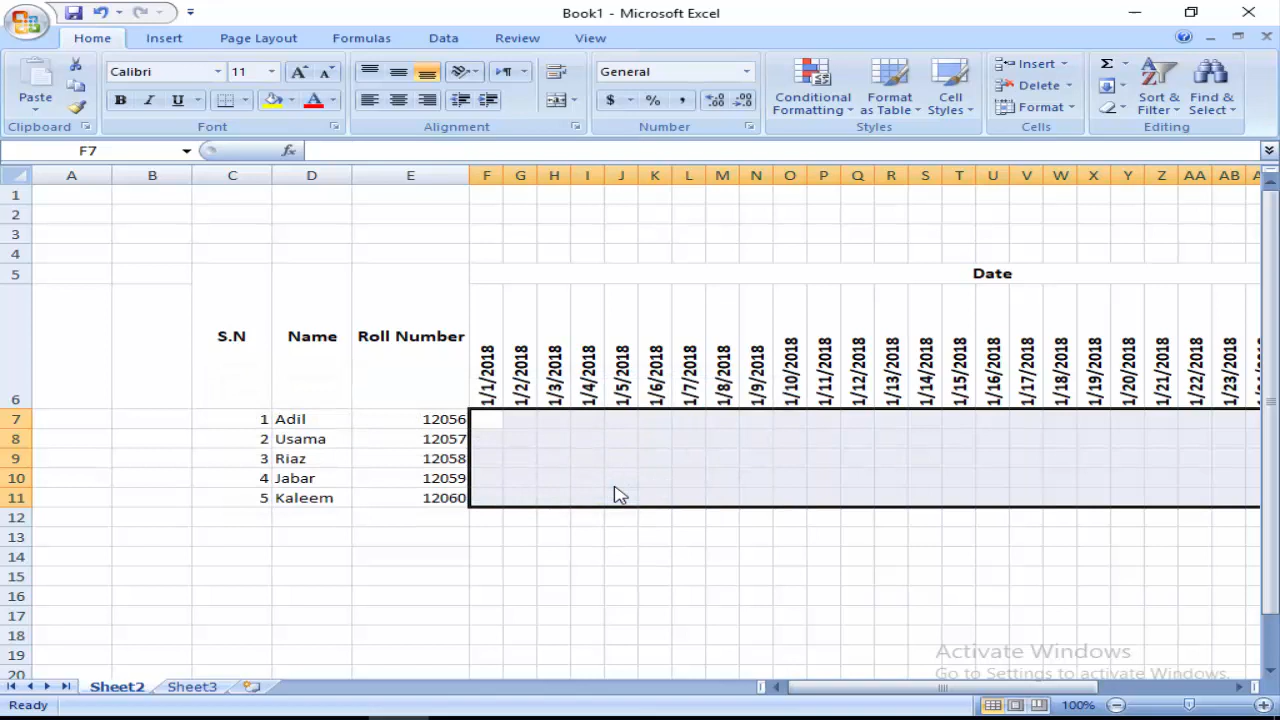 Book1 - Microsoft Excel
Home Insert Page Layout Formulas Data Review View
Paste
Clipboard
Calibri 11
B I U A
Font
Alignment
General
$ % ,
Number
Conditional Formatting
Format as Table
Cell Styles
Styles
Insert
Delete
Format
Cells
Σ
Sort & Filter
Find & Select
Editing
F7 fx
A B C D E F G H I J K L M N O P Q R S T U V W X Y Z AA AB
1
2
3
4
5 Date
6 S.N Name Roll Number 1/1/2018 1/2/2018 1/3/2018 1/4/2018 1/5/2018 1/6/2018 1/7/2018 1/8/2018 1/9/2018 1/10/2018 1/11/2018 1/12/2018 1/13/2018 1/14/2018 1/15/2018 1/16/2018 1/17/2018 1/18/2018 1/19/2018 1/20/2018 1/21/2018 1/22/2018 1/23/2018
7 1 Adil 12056
8 2 Usama 12057
9 3 Riaz 12058
10 4 Jabar 12059
11 5 Kaleem 12060
12
13
14
15
16
17
18
19
20
Activate Windows
Go to Settings to activate Windows.
Sheet2 Sheet3
Ready 100%